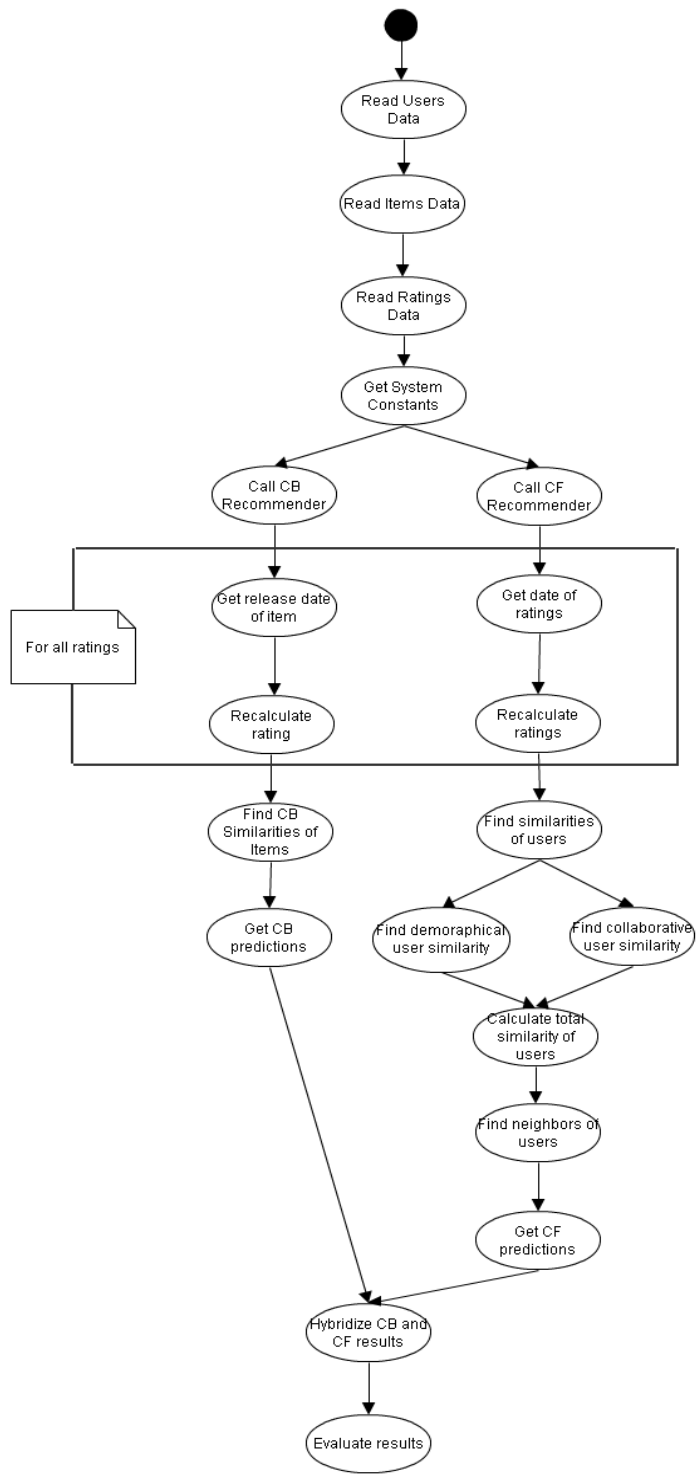 Read Users
Data
Read Items Data
Read Ratings
Data
Get System
Constants
Call CB
Recommender
Call CF
Recommender
Get release date
of item
Get date of
ratings
For all ratings
Recalculate
rating
Recalculate
ratings
Find CB
Similarities of
Items
Find similarities
of users
Get CB
predictions
Find demoraphical
user similarity
Find collaborative
user similarity
Calculate total
similarity of
users
Find neighbors of
users
Get CF
predictions
Hybridize CB and
CF results
Evaluate results